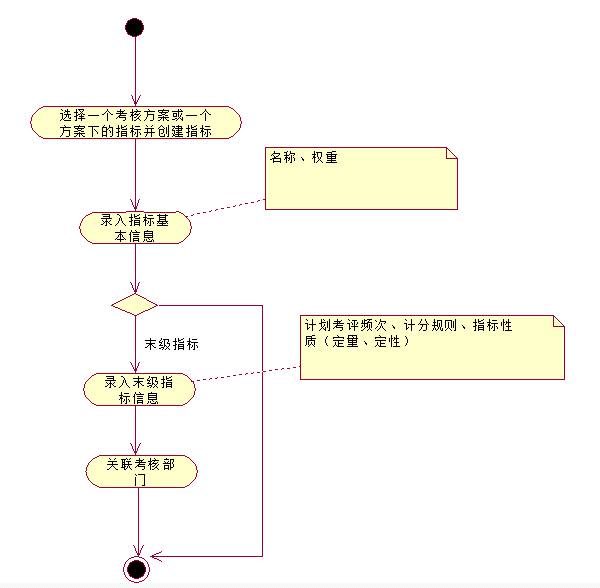 选择一个考核方案或一个
方案下的指标并创建指标
名称、权重
录入指标基
本信息
计划考评频次、计分规则、指标性
质（定量、定性）
末级指标
录入末级指
标信息
关联考核部
门